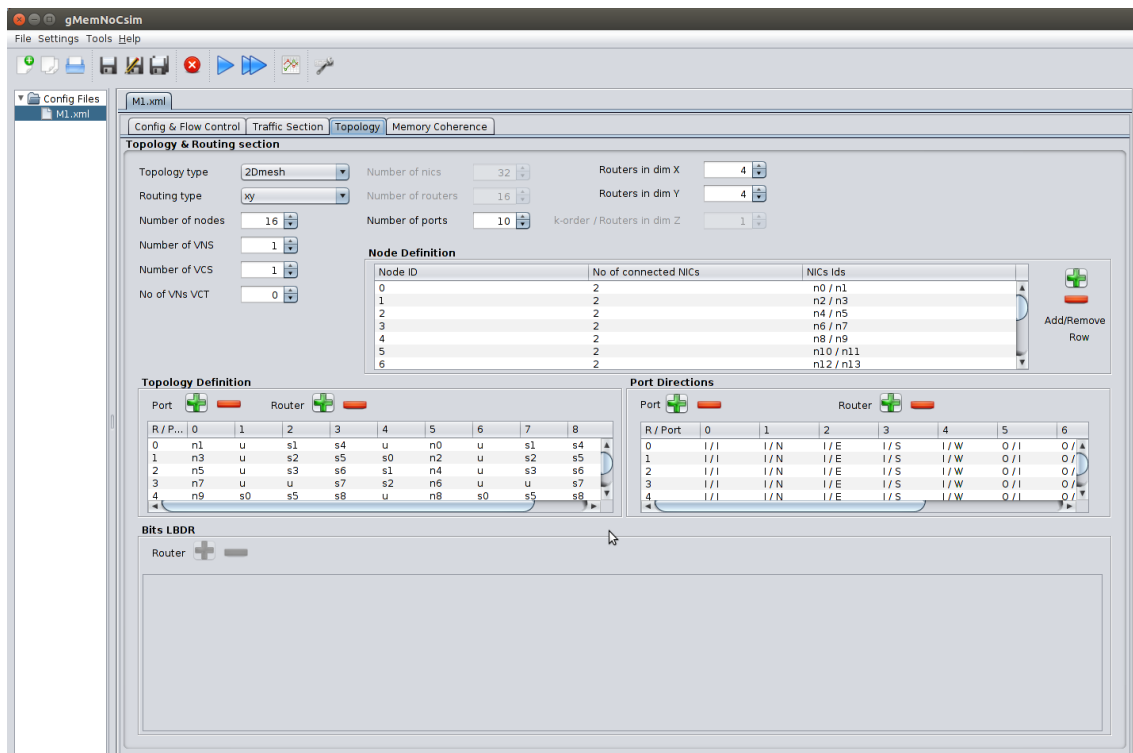 gMemNoCsim
File Settings Tools Help
Config Files
M1.xml
M1.xml
Config & Flow Control Traffic Section Topology Memory Coherence
Topology & Routing section
Topology type 2Dmesh Number of nics 32 Routers in dim X 4
Routing type xy Number of routers 16 Routers in dim Y 4
Number of nodes 16 Number of ports 10 k-order / Routers in dim Z 1
Number of VNS 1
Number of VCS 1
No of VNs VCT 0
Node Definition
Node ID No of connected NICs NICs Ids
0 2 n0 / n1
1 2 n2 / n3
2 2 n4 / n5
3 2 n6 / n7
4 2 n8 / n9
5 2 n10 / n11
6 2 n12 / n13
Add/Remove
Row
Topology Definition
Port Router
R / P... 0 1 2 3 4 5 6 7 8
0 n1 u s1 s4 u n0 u s1 s4
1 n3 u s2 s5 s0 n2 u s2 s5
2 n5 u s3 s6 s1 n4 u s3 s6
3 n7 u u s7 s2 n6 u u s7
4 n9 s0 s5 s8 u n8 s0 s5 s8
Port Directions
Port Router
R / Port 0 1 2 3 4 5 6
0 I / I I / N I / E I / S I / W O / I O /
1 I / I I / N I / E I / S I / W O / I O /
2 I / I I / N I / E I / S I / W O / I O /
3 I / I I / N I / E I / S I / W O / I O /
4 I / I I / N I / E I / S I / W O / I O /
Bits LBDR
Router